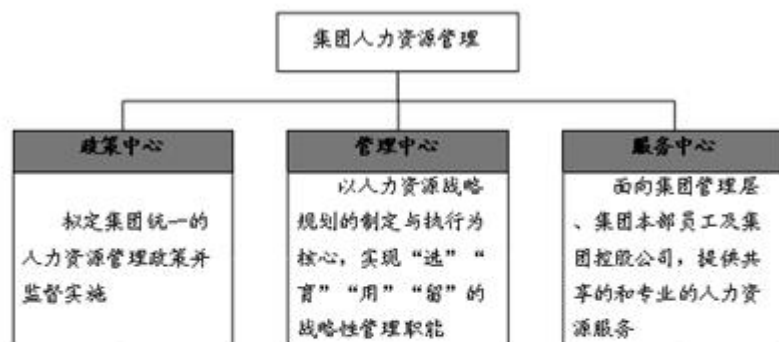 集团人力资源管理
政策中心
拟定集团统一的
人力资源管理政策并
监督实施
管理中心
以人力资源战略
规划的制定与执行为
核心，实现“选”“
育”“用”“留”的
战略性管理职能
服务中心
面向集团管理层
、集团本部员工及集
团控股公司，提供共
享的和专业的人力资
源服务